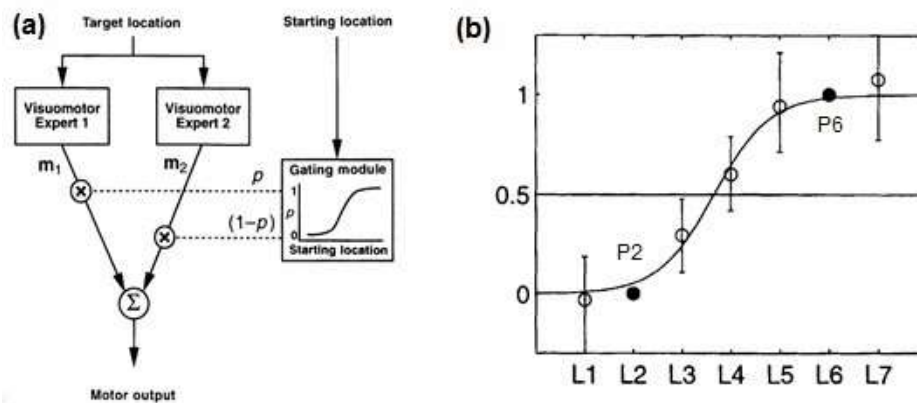 (a)
Target location
Starting location
Visuomotor
Expert 1
Visuomotor
Expert 2
m1
m2
p
(1–p)
Gating module
1
p
0
Starting location
Σ
Motor output
(b)
1
0.5
0
P2
P6
L1 L2 L3 L4 L5 L6 L7